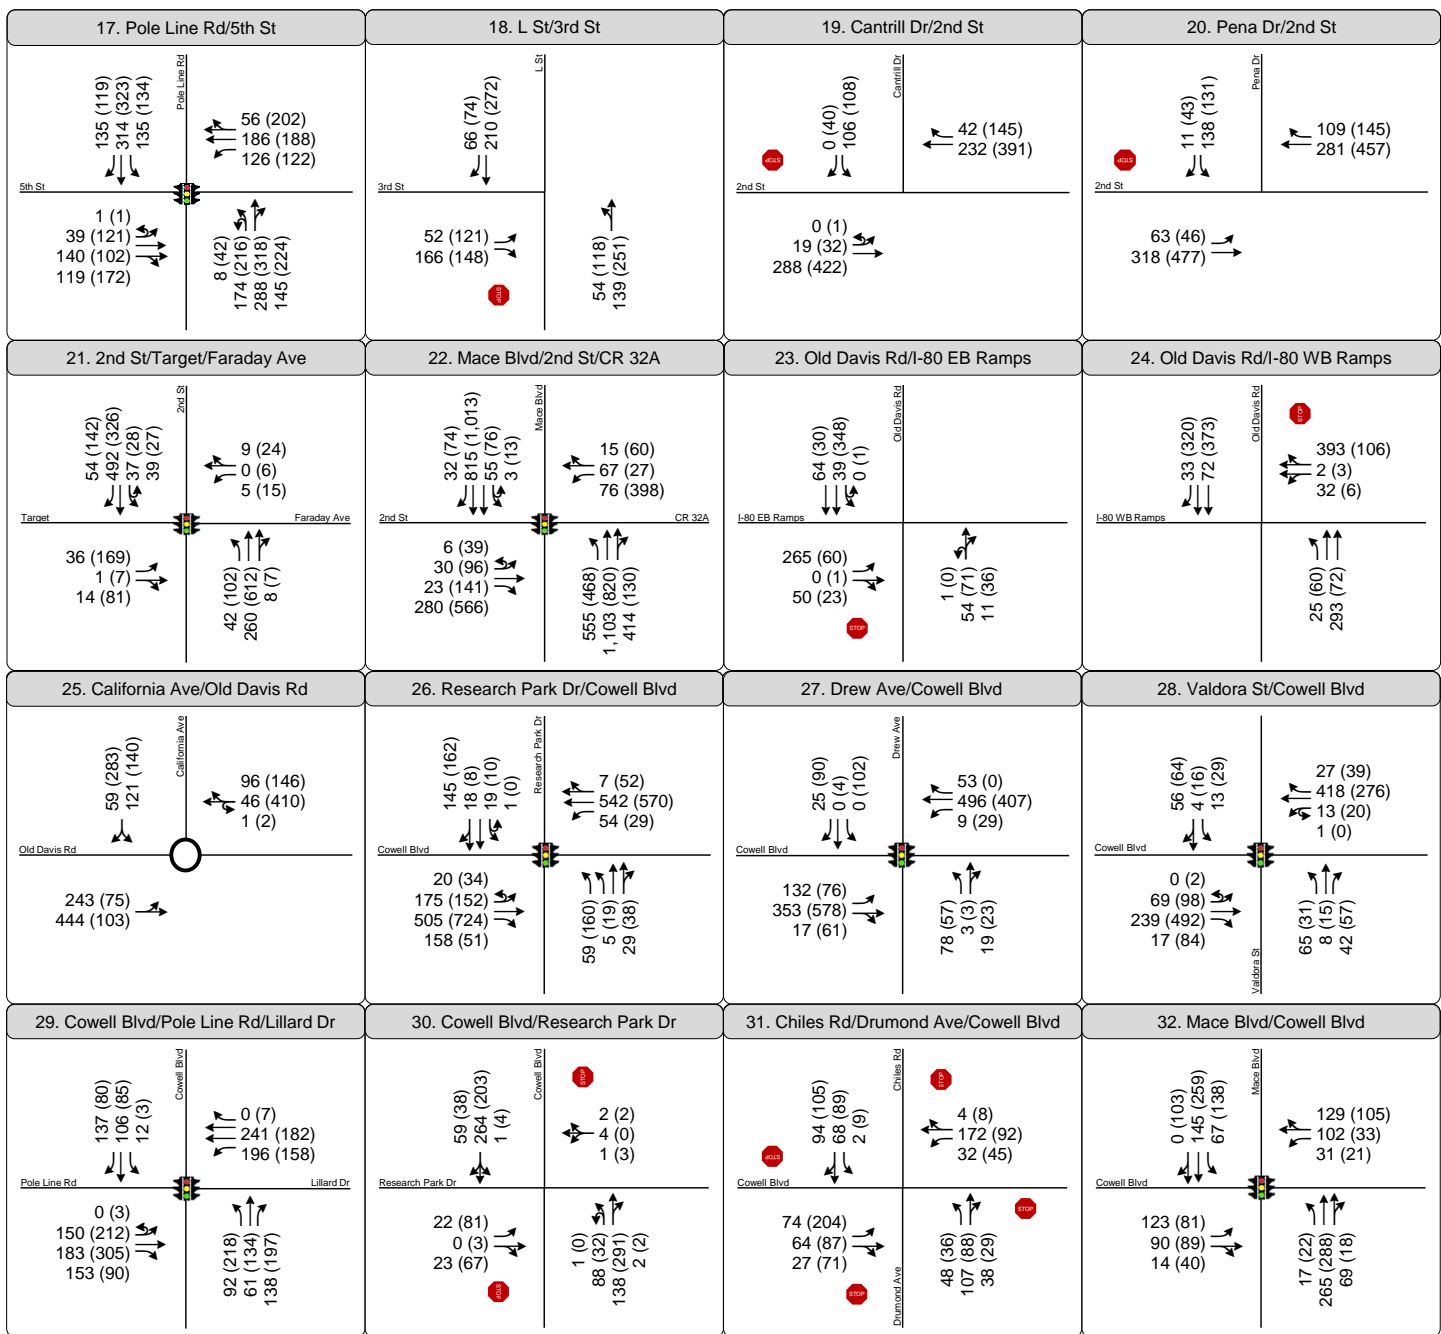 17. Pole Line Rd/5th St
Pole Line Rd
135 (119)
314 (323)
135 (134)
56 (202)
186 (188)
126 (122)
5th St
1 (1)
39 (121)
140 (102)
119 (172)
8 (42)
174 (216)
288 (318)
145 (224)
18. L St/3rd St
L St
66 (74)
210 (272)
3rd St
52 (121)
166 (148)
STOP
54 (118)
139 (251)
19. Cantrill Dr/2nd St
Cantrill Dr
0 (40)
106 (108)
STOP
42 (145)
232 (391)
2nd St
0 (1)
19 (32)
288 (422)
20. Pena Dr/2nd St
Pena Dr
11 (43)
138 (131)
STOP
109 (145)
281 (457)
2nd St
63 (46)
318 (477)
21. 2nd St/Target/Faraday Ave
2nd St
54 (142)
492 (326)
37 (28)
39 (27)
9 (24)
0 (6)
5 (15)
Target
Faraday Ave
36 (169)
1 (7)
14 (81)
42 (102)
260 (612)
8 (7)
22. Mace Blvd/2nd St/CR 32A
Mace Blvd
32 (74)
815 (1,013)
55 (76)
3 (13)
15 (60)
67 (27)
76 (398)
2nd St
CR 32A
6 (39)
30 (96)
23 (141)
280 (566)
555 (468)
1,103 (820)
414 (130)
23. Old Davis Rd/I-80 EB Ramps
Old Davis Rd
64 (30)
39 (348)
0 (1)
I-80 EB Ramps
265 (60)
0 (1)
50 (23)
STOP
1 (0)
54 (71)
11 (36)
24. Old Davis Rd/I-80 WB Ramps
Old Davis Rd
33 (320)
72 (373)
STOP
393 (106)
2 (3)
32 (6)
I-80 WB Ramps
25 (60)
293 (72)
25. California Ave/Old Davis Rd
California Ave
59 (283)
121 (140)
96 (146)
46 (410)
1 (2)
Old Davis Rd
243 (75)
444 (103)
26. Research Park Dr/Cowell Blvd
Research Park Dr
145 (162)
18 (8)
19 (10)
1 (0)
7 (52)
542 (570)
54 (29)
Cowell Blvd
20 (34)
175 (152)
505 (724)
158 (51)
59 (160)
5 (19)
29 (38)
27. Drew Ave/Cowell Blvd
Drew Ave
25 (90)
0 (4)
0 (102)
53 (0)
496 (407)
9 (29)
Cowell Blvd
132 (76)
353 (578)
17 (61)
78 (57)
3 (3)
19 (23)
28. Valdora St/Cowell Blvd
56 (64)
4 (16)
13 (29)
27 (39)
418 (276)
13 (20)
1 (0)
Cowell Blvd
0 (2)
69 (98)
239 (492)
17 (84)
65 (31)
8 (15)
42 (57)
Valdora St
29. Cowell Blvd/Pole Line Rd/Lillard Dr
Cowell Blvd
137 (80)
106 (85)
12 (3)
0 (7)
241 (182)
196 (158)
Pole Line Rd
Lillard Dr
0 (3)
150 (212)
183 (305)
153 (90)
92 (218)
61 (134)
138 (197)
30. Cowell Blvd/Research Park Dr
Cowell Blvd
59 (38)
264 (203)
1 (4)
STOP
2 (2)
4 (0)
1 (3)
Research Park Dr
22 (81)
0 (3)
23 (67)
STOP
1 (0)
88 (32)
138 (291)
2 (2)
31. Chiles Rd/Drumond Ave/Cowell Blvd
Chiles Rd
94 (105)
68 (89)
2 (9)
STOP
STOP
4 (8)
172 (92)
32 (45)
Cowell Blvd
STOP
74 (204)
64 (87)
27 (71)
STOP
48 (36)
107 (88)
38 (29)
Drumond Ave
32. Mace Blvd/Cowell Blvd
Mace Blvd
0 (103)
145 (259)
67 (138)
129 (105)
102 (33)
31 (21)
Cowell Blvd
123 (81)
90 (89)
14 (40)
17 (22)
265 (288)
69 (18)